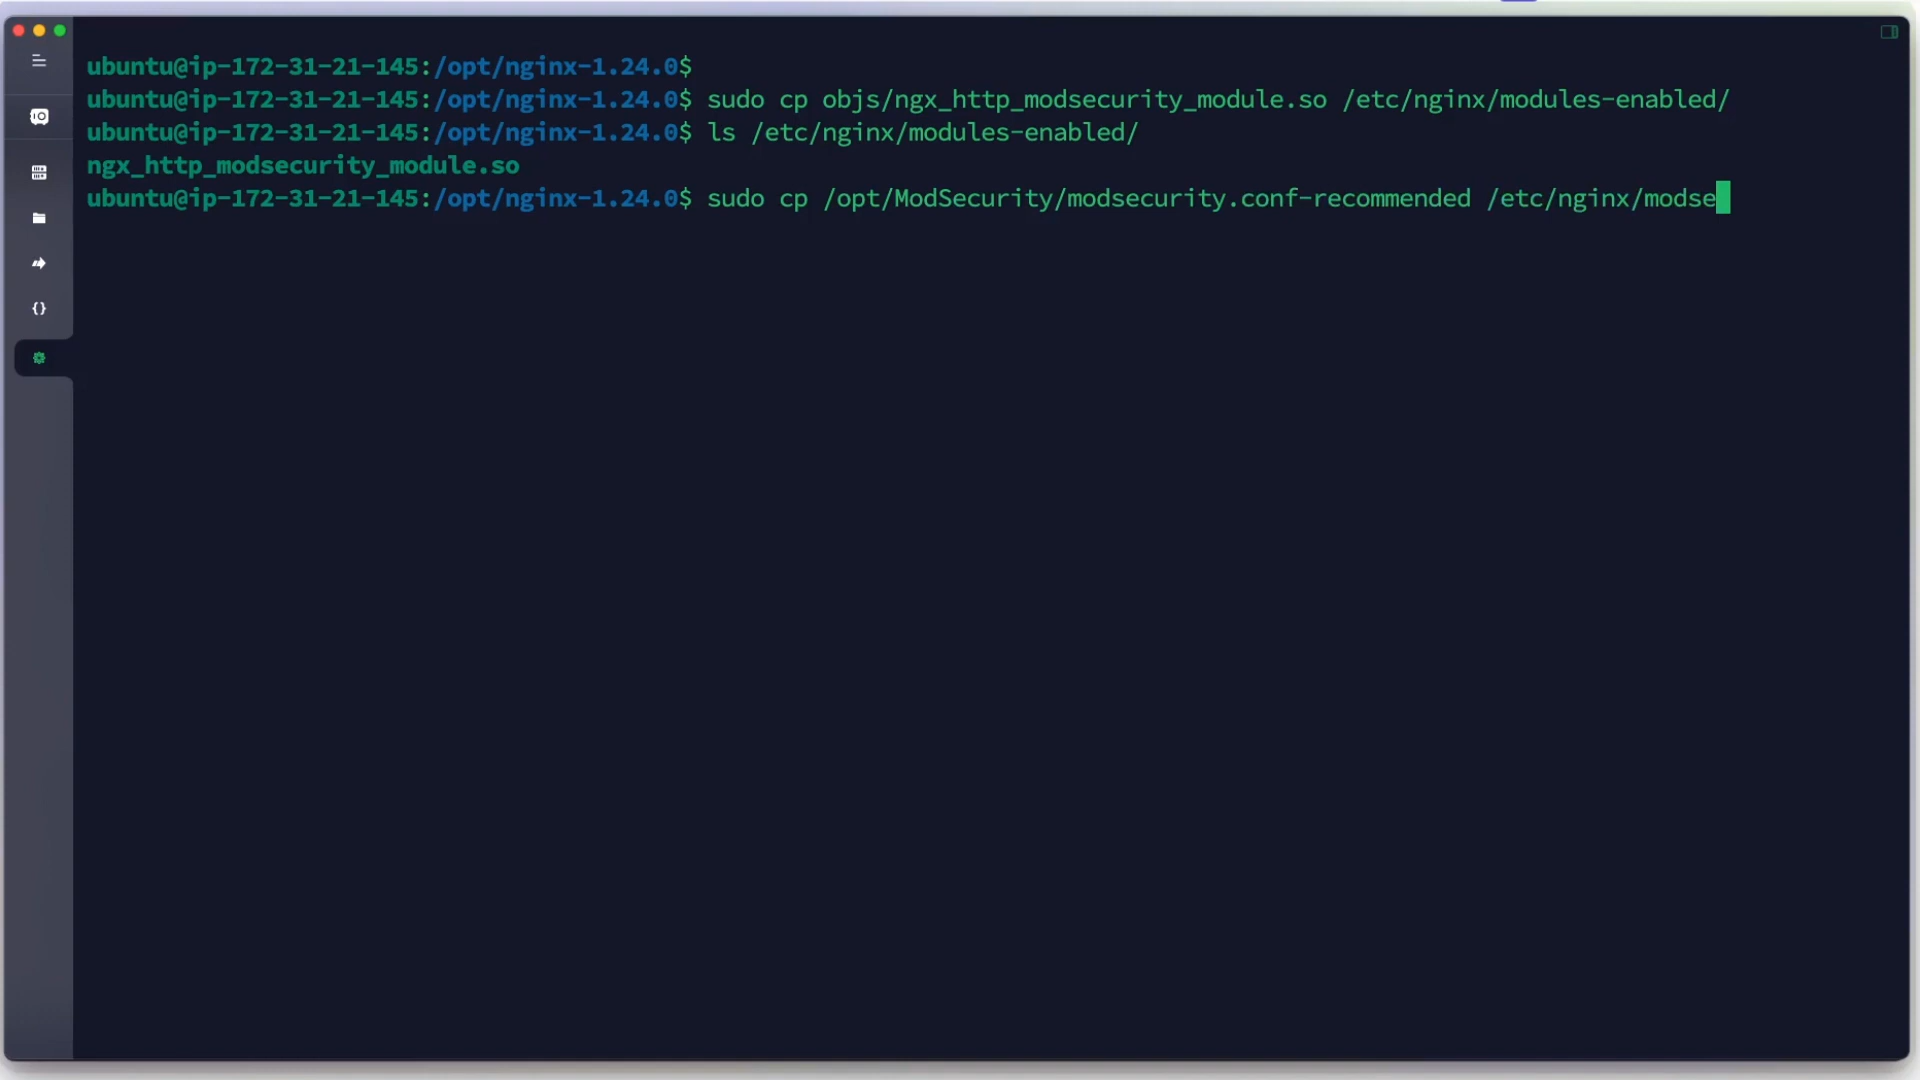 ubuntu@ip-172-31-21-145:/opt/nginx-1.24.0$
ubuntu@ip-172-31-21-145:/opt/nginx-1.24.0$ sudo cp objs/ngx_http_modsecurity_module.so /etc/nginx/modules-enabled/
ubuntu@ip-172-31-21-145:/opt/nginx-1.24.0$ ls /etc/nginx/modules-enabled/
ngx_http_modsecurity_module.so
ubuntu@ip-172-31-21-145:/opt/nginx-1.24.0$ sudo cp /opt/ModSecurity/modsecurity.conf-recommended /etc/nginx/modse